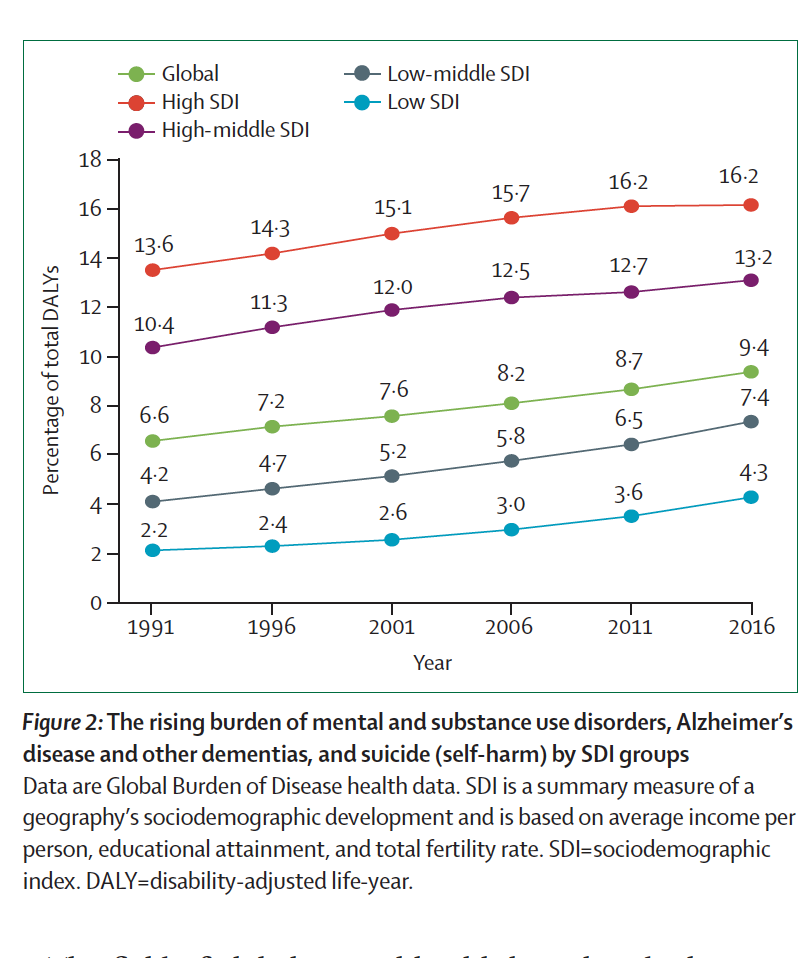 Global
High SDI
High-middle SDI
Low-middle SDI
Low SDI
Percentage of total DALYs
18
16
14
12
10
8
6
4
2
0
13·6
14·3
15·1
15·7
16·2
16·2
10·4
11·3
12·0
12·5
12·7
13·2
6·6
7·2
7·6
8·2
8·7
9·4
4·2
4·7
5·2
5·8
6·5
7·4
2·2
2·4
2·6
3·0
3·6
4·3
1991 1996 2001 2006 2011 2016
Year
Figure 2: The rising burden of mental and substance use disorders, Alzheimer’s
disease and other dementias, and suicide (self-harm) by SDI groups
Data are Global Burden of Disease health data. SDI is a summary measure of a
geography’s sociodemographic development and is based on average income per
person, educational attainment, and total fertility rate. SDI=sociodemographic
index. DALY=disability-adjusted life-year.